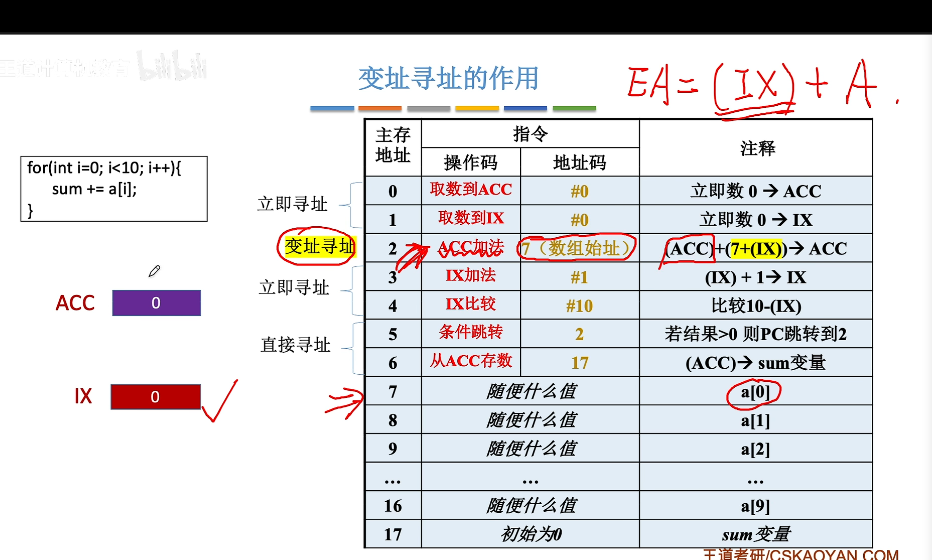 bilibili
变址寻址的作用
EA = (IX) + A.
for(int i=0; i<10; i++){
sum += a[i];
}
ACC 0
IX 0
主存地址 指令 注释
操作码 地址码
立即寻址
0 取数到ACC #0 立即数 0 → ACC
1 取数到IX #0 立即数 0 → IX
变址寻址 2 ACC加法 7（数组始址） (ACC)+(7+(IX))→ ACC
立即寻址
3 IX加法 #1 (IX) + 1→ IX
4 IX比较 #10 比较10-(IX)
直接寻址
5 条件跳转 2 若结果>0 则PC跳转到2
6 从ACC存数 17 (ACC)→ sum变量
7 随便什么值 a[0]
8 随便什么值 a[1]
9 随便什么值 a[2]
... ... ...
16 随便什么值 a[9]
17 初始为0 sum变量
王道考研/CSKAOYAN.COM